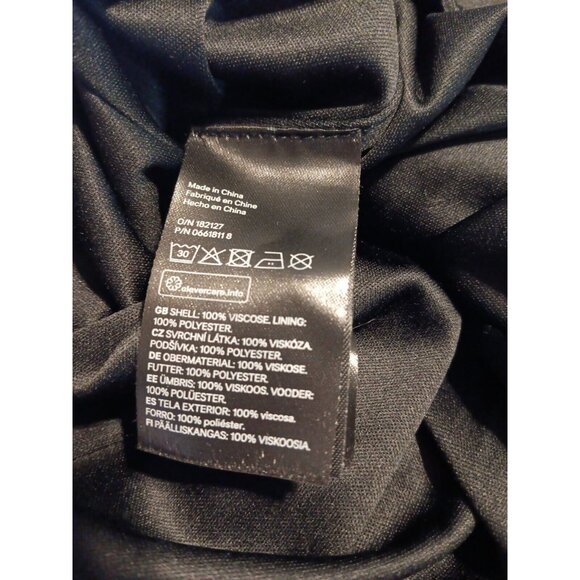 Made in China
Fabriqué en Chine
Hecho en China
O/N 182127
P/N 0661811 8
30
clevercare.info
GB SHELL: 100% VISCOSE. LINING:
100% POLYESTER.
CZ SVRCHNÍ LÁTKA: 100% VISKÓZA.
PODŠÍVKA: 100% POLYESTER.
DE OBERMATERIAL: 100% VISKOSE.
FUTTER: 100% POLYESTER.
EE ÜMBRIS: 100% VISKOOS. VOODER:
100% POLÜESTER.
ES TELA EXTERIOR: 100% viscosa.
FORRO: 100% poliéster.
FI PÄÄLLISKANGAS: 100% VISKOOSIA.